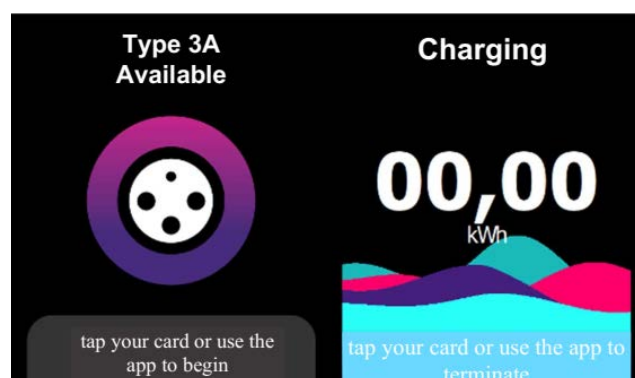 Type 3A
Available
tap your card or use the
app to begin
Charging
00,00
kWh
tap your card or use the app to
terminate